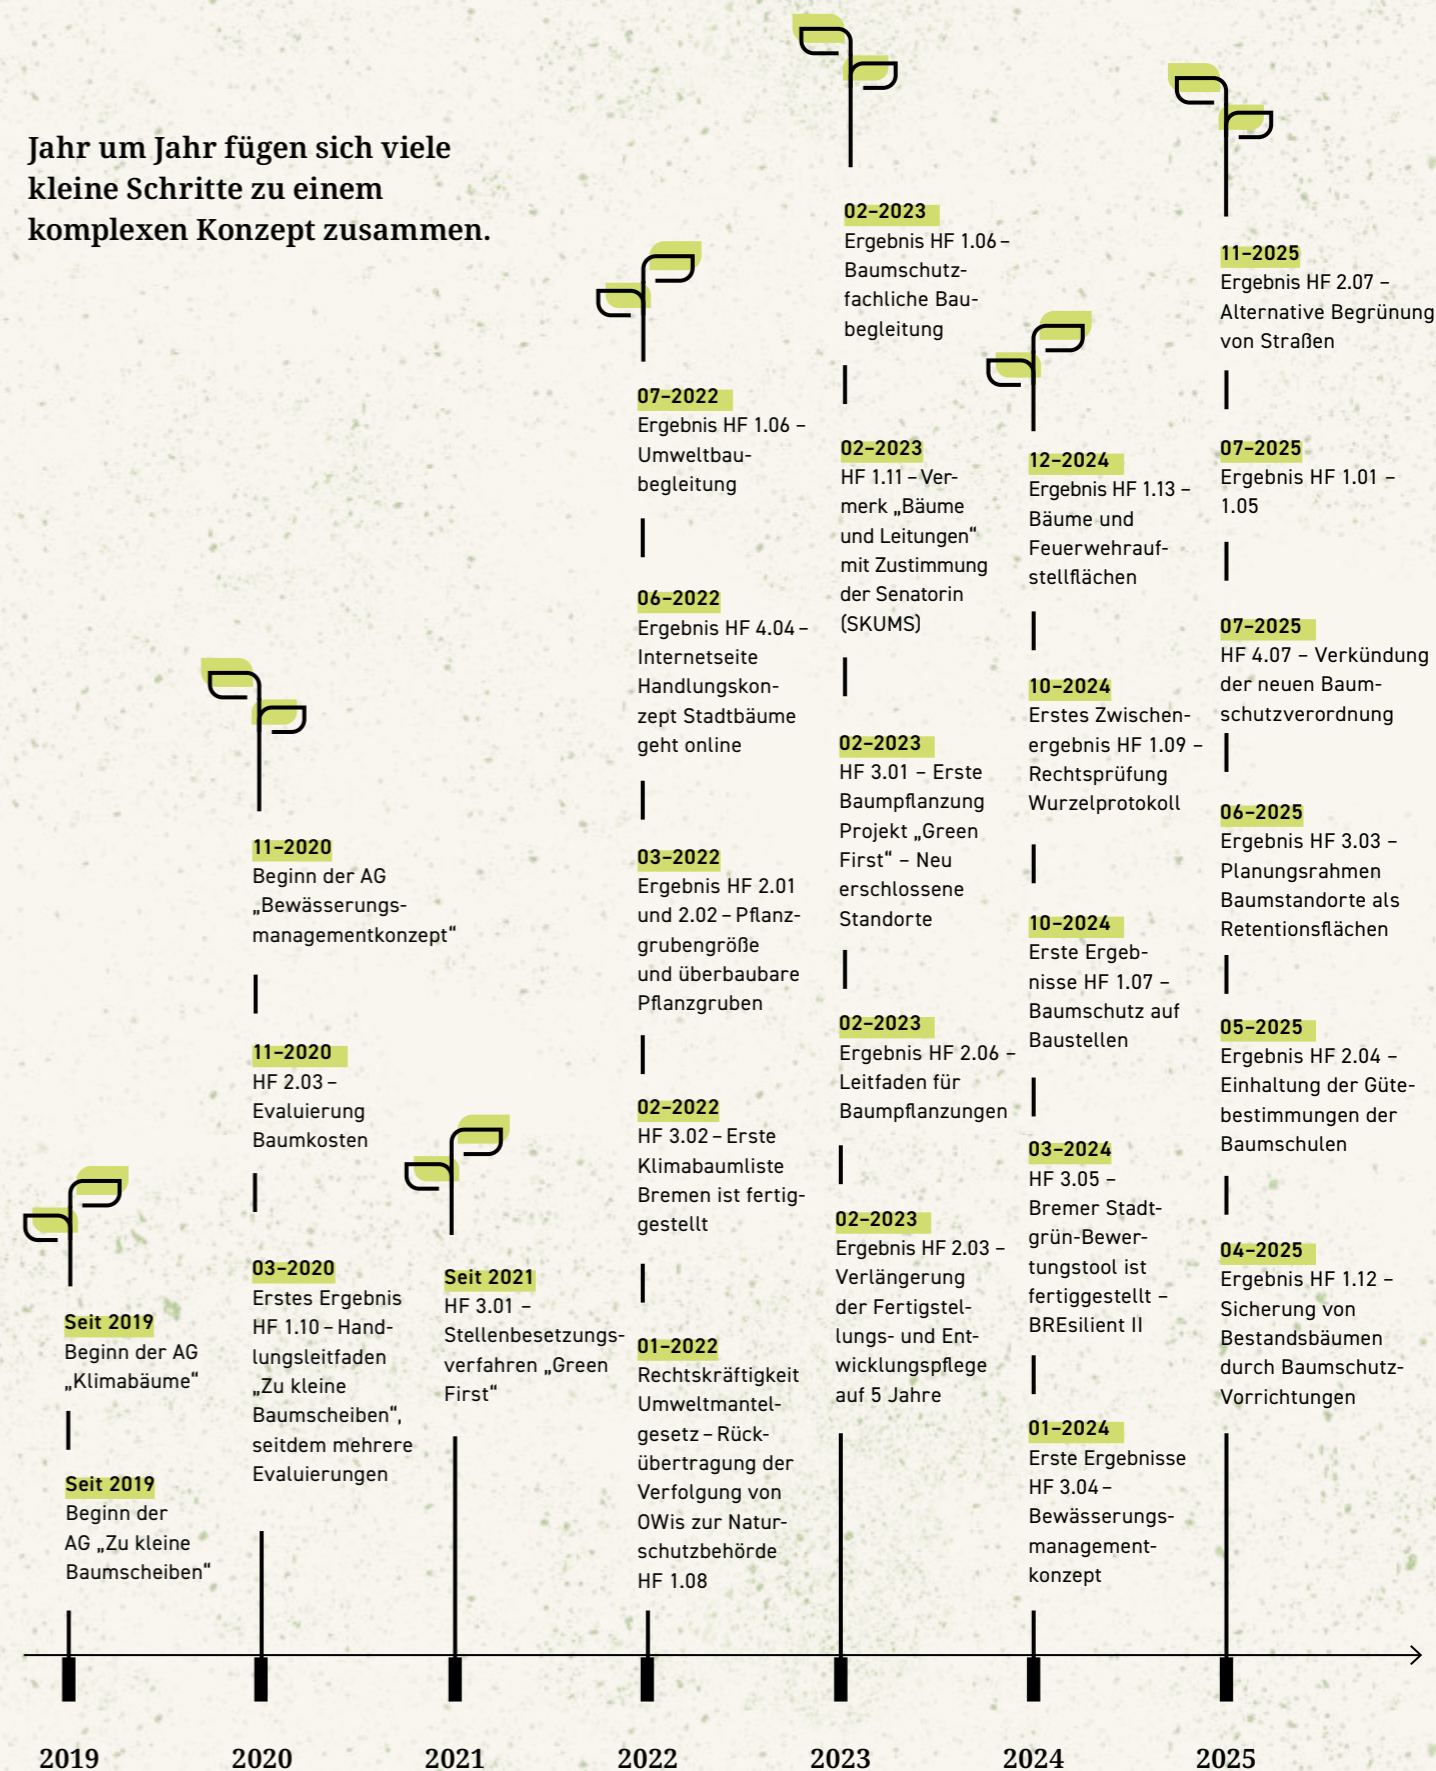 Jahr um Jahr fügen sich viele
kleine Schritte zu einem
komplexen Konzept zusammen.
Seit 2019
Beginn der AG
„Klimabäume“
Seit 2019
Beginn der
AG „Zu kleine
Baumscheiben“
11–2020
Beginn der AG
„Bewässerungs-
managementkonzept“
11–2020
HF 2.03 –
Evaluierung
Baumkosten
03–2020
Erstes Ergebnis
HF 1.10 – Hand-
lungsleitfaden
„Zu kleine
Baumscheiben“,
seitdem mehrere
Evaluierungen
Seit 2021
HF 3.01 –
Stellenbesetzungs-
verfahren „Green
First“
07–2022
Ergebnis HF 1.06 –
Umweltbau-
begleitung
06–2022
Ergebnis HF 4.04 –
Internetseite
Handlungskon-
zept Stadtbäume
geht online
03–2022
Ergebnis HF 2.01
und 2.02 – Pflanz-
grubengröße
und überbaubare
Pflanzgruben
02–2022
HF 3.02 – Erste
Klimabaumliste
Bremen ist fertig-
gestellt
01–2022
Rechtskräftigkeit
Umweltmantel-
gesetz – Rück-
übertragung der
Verfolgung von
OWis zur Natur-
schutzbehörde
HF 1.08
02–2023
Ergebnis HF 1.06 –
Baumschutz-
fachliche Bau-
begleitung
02–2023
HF 1.11 – Ver-
merk „Bäume
und Leitungen“
mit Zustimmung
der Senatorin
(SKUMS)
02–2023
HF 3.01 – Erste
Baumpflanzung
Projekt „Green
First“ – Neu
erschlossene
Standorte
02–2023
Ergebnis HF 2.06 –
Leitfaden für
Baumpflanzungen
02–2023
Ergebnis HF 2.03 –
Verlängerung
der Fertigstel-
lungs- und Ent-
wicklungspflege
auf 5 Jahre
12–2024
Ergebnis HF 1.13 –
Bäume und
Feuerwehrauf-
stellflächen
10–2024
Erstes Zwischen-
ergebnis HF 1.09 –
Rechtsprüfung
Wurzelprotokoll
10–2024
Erste Ergeb-
nisse HF 1.07 –
Baumschutz auf
Baustellen
03–2024
HF 3.05 –
Bremer Stadt-
grün-Bewer-
tungstool ist
fertiggestellt –
BREsilient II
01–2024
Erste Ergebnisse
HF 3.04 –
Bewässerungs-
management-
konzept
11–2025
Ergebnis HF 2.07 –
Alternative Begrünung
von Straßen
07–2025
Ergebnis HF 1.01 –
1.05
07–2025
HF 4.07 – Verkündung
der neuen Baum-
schutzverordnung
06–2025
Ergebnis HF 3.03 –
Planungsrahmen
Baumstandorte als
Retentionsflächen
05–2025
Ergebnis HF 2.04 –
Einhaltung der Güte-
bestimmungen der
Baumschulen
04–2025
Ergebnis HF 1.12 –
Sicherung von
Bestandsbäumen
durch Baumschutz-
Vorrichtungen
2019
2020
2021
2022
2023
2024
2025